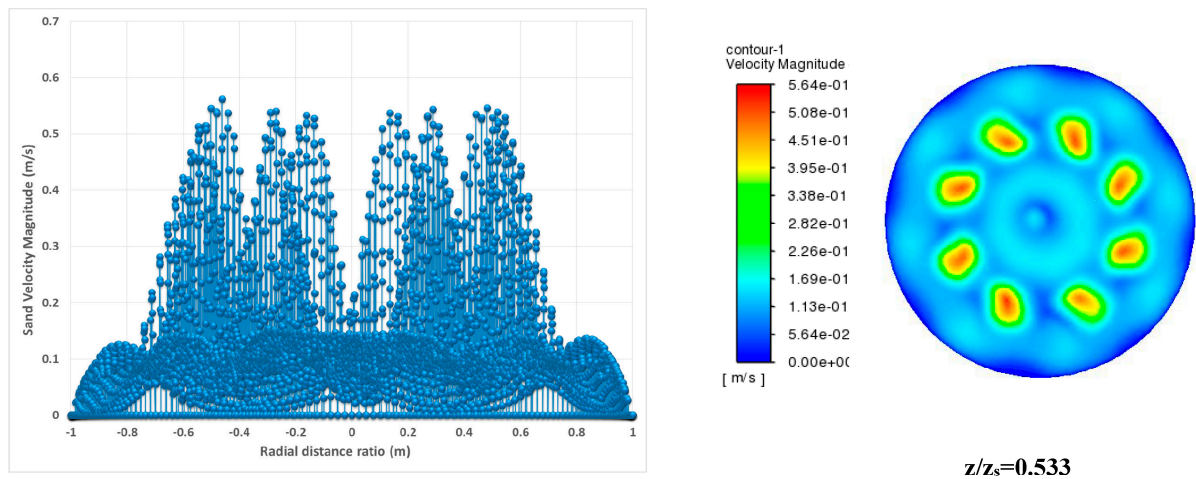 0.7
0.6
0.5
0.4
0.3
0.2
0.1
0
Sand Velocity Magnitude (m/s)
-1 -0.8 -0.6 -0.4 -0.2 0 0.2 0.4 0.6 0.8 1
Radial distance ratio (m)
contour-1
Velocity Magnitude
5.64e-01
5.08e-01
4.51e-01
3.95e-01
3.38e-01
2.82e-01
2.26e-01
1.69e-01
1.13e-01
5.64e-02
0.00e+00
[ m/s ]
z/zₛ=0.533